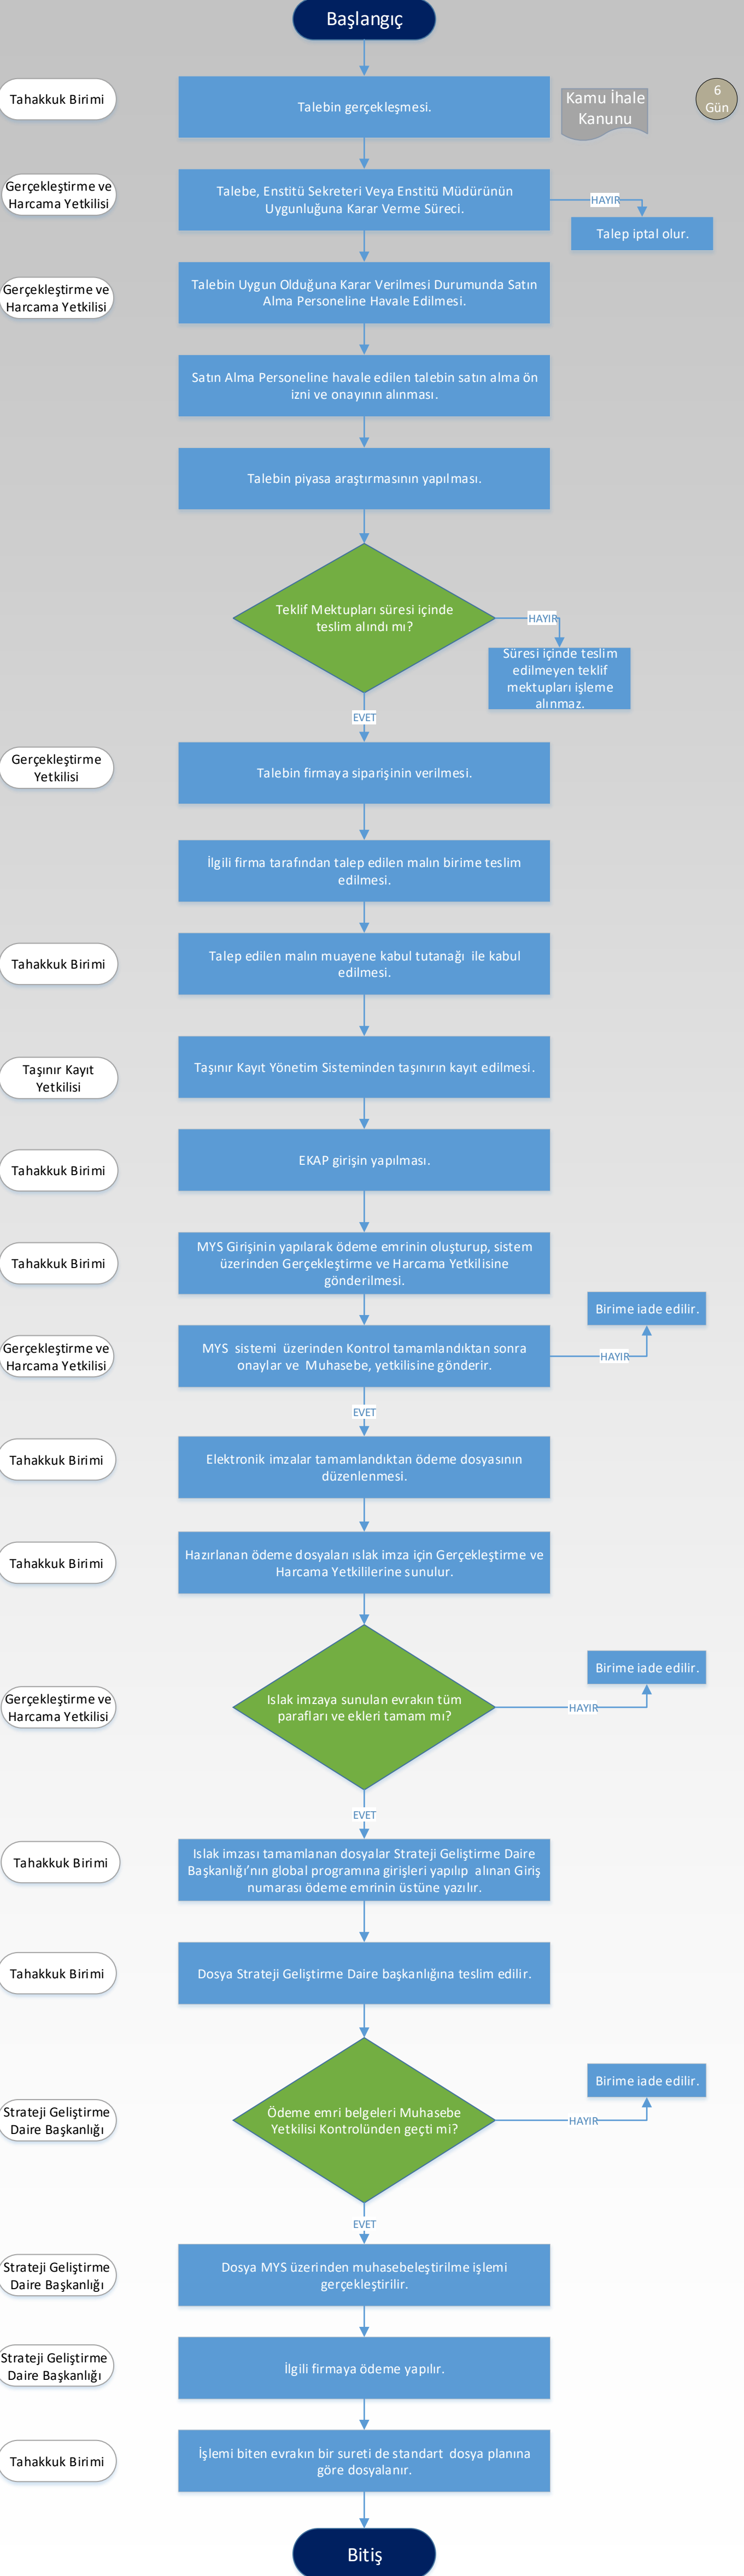 Başlangıç
Tahakkuk Birimi
Talebin gerçekleşmesi.
Kamu İhale
Kanunu
6
Gün
Gerçekleştirme ve
Harcama Yetkilisi
Talebe, Enstitü Sekreteri Veya Enstitü Müdürünün
Uygunluğuna Karar Verme Süreci.
HAYIR
Talep iptal olur.
Gerçekleştirme ve
Harcama Yetkilisi
Talebin Uygun Olduğuna Karar Verilmesi Durumunda Satın
Alma Personeline Havale Edilmesi.
Satın Alma Personeline havale edilen talebin satın alma ön
izni ve onayının alınması.
Talebin piyasa araştırmasının yapılması.
Teklif Mektupları süresi içinde
teslim alındı mı?
HAYIR
Süresi içinde teslim
edilmeyen teklif
mektupları işleme
alınmaz.
EVET
Gerçekleştirme
Yetkilisi
Talebin firmaya siparişinin verilmesi.
İlgili firma tarafından talep edilen malın birime teslim
edilmesi.
Tahakkuk Birimi
Talep edilen malın muayene kabul tutanağı  ile kabul
edilmesi.
Taşınır Kayıt
Yetkilisi
Taşınır Kayıt Yönetim Sisteminden taşınırın kayıt edilmesi.
Tahakkuk Birimi
EKAP girişin yapılması.
Tahakkuk Birimi
MYS Girişinin yapılarak ödeme emrinin oluşturup, sistem
üzerinden Gerçekleştirme ve Harcama Yetkilisine
gönderilmesi.
Birime iade edilir.
Gerçekleştirme ve
Harcama Yetkilisi
MYS  sistemi  üzerinden Kontrol tamamlandıktan sonra
onaylar ve  Muhasebe, yetkilisine gönderir.
HAYIR
EVET
Tahakkuk Birimi
Elektronik imzalar tamamlandıktan ödeme dosyasının
düzenlenmesi.
Tahakkuk Birimi
Hazırlanan ödeme dosyaları ıslak imza için Gerçekleştirme ve
Harcama Yetkililerine sunulur.
Birime iade edilir.
Gerçekleştirme ve
Harcama Yetkilisi
Islak imzaya sunulan evrakın tüm
parafları ve ekleri tamam mı?
HAYIR
EVET
Tahakkuk Birimi
Islak imzası tamamlanan dosyalar Strateji Geliştirme Daire
Başkanlığı'nın global programına girişleri yapılıp  alınan Giriş
numarası ödeme emrinin üstüne yazılır.
Tahakkuk Birimi
Dosya Strateji Geliştirme Daire başkanlığına teslim edilir.
Birime iade edilir.
Strateji Geliştirme
Daire Başkanlığı
Ödeme emri belgeleri Muhasebe
Yetkilisi Kontrolünden geçti mi?
HAYIR
EVET
Strateji Geliştirme
Daire Başkanlığı
Dosya MYS üzerinden muhasebeleştirilme işlemi
gerçekleştirilir.
Strateji Geliştirme
Daire Başkanlığı
İlgili firmaya ödeme yapılır.
Tahakkuk Birimi
İşlemi biten evrakın bir sureti de standart  dosya planına
göre dosyalanır.
Bitiş